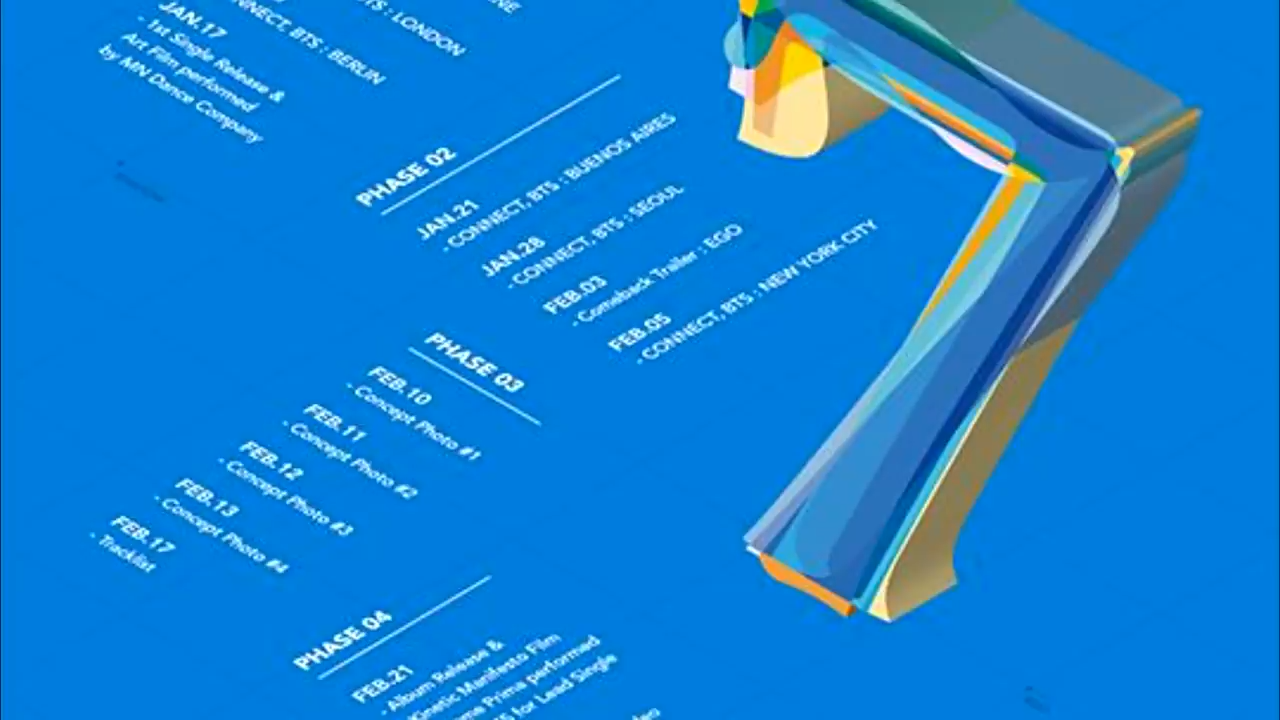 BTS : LONDON
CONNECT, BTS : BERLIN
JAN.17
- 1st Single Release &
Art Film performed
by MN Dance Company
PHASE 02
JAN.21
- CONNECT, BTS : BUENOS AIRES
JAN.28
- CONNECT, BTS : SEOUL
FEB.03
- Comeback Trailer : EGO
FEB.05
- CONNECT, BTS : NEW YORK CITY
PHASE 03
FEB.10
- Concept Photo #1
FEB.11
- Concept Photo #2
FEB.12
- Concept Photo #3
FEB.13
- Concept Photo #4
FEB.17
- Tracklist
PHASE 04
FEB.21
- Album Release &
Kinetic Manifesto Film
Prima performed
for Lead Single